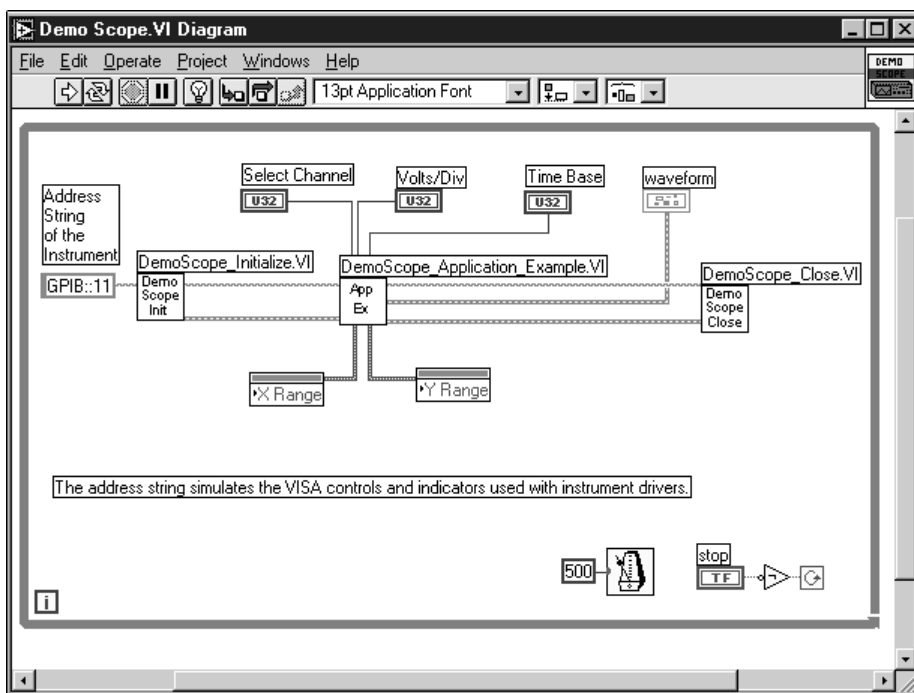 Demo Scope.VI Diagram
File Edit Operate Project Windows Help
DEMO
SCOPE
13pt Application Font
Select Channel
U32
Volts/Div
U32
Time Base
U32
waveform
Address
String
of the
Instrument
GPIB::11
DemoScope_Initialize.VI
Demo
Scope
Init
DemoScope_Application_Example.VI
App
Ex
DemoScope_Close.VI
Demo
Scope
Close
X Range
Y Range
The address string simulates the VISA controls and indicators used with instrument drivers.
500
stop
TF
i